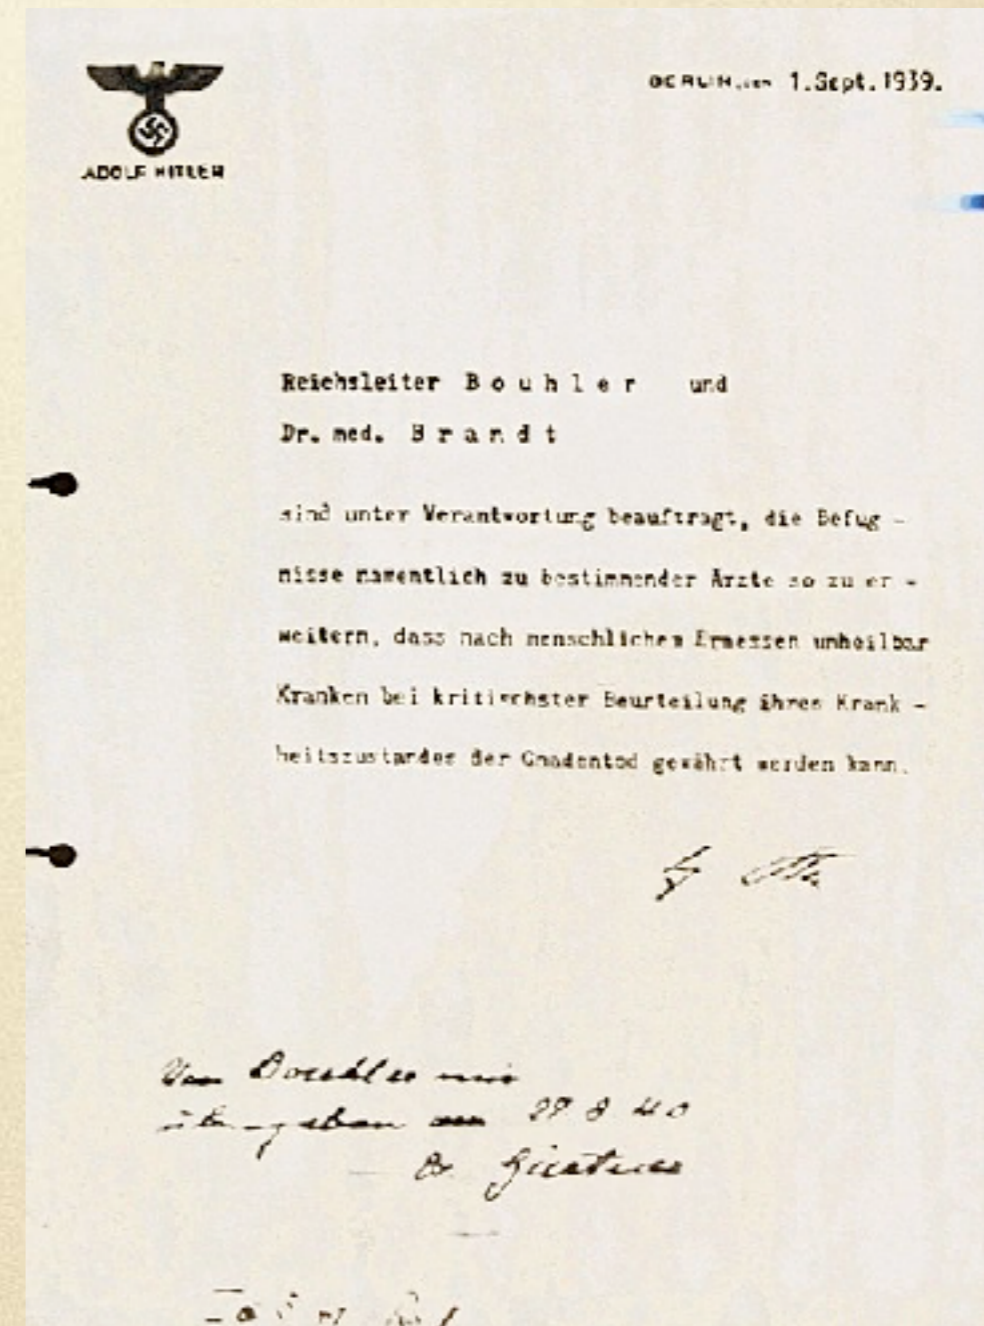 BERLIN, den 1.Sept.1939.
ADOLF HITLER
Reichsleiter Bouhler und
Dr. med. Brandt
sind unter Verantwortung beauftragt, die Befug -
nisse namentlich zu bestimmender Ärzte so zu er -
weitern, dass nach menschlichem Ermessen unheilbar
Kranken bei kritischster Beurteilung ihres Krank -
heitszustandes der Gnadentod gewährt werden kann.
Von Bouhler mir
übergeben am 27 8 40
Dr. Gürtner